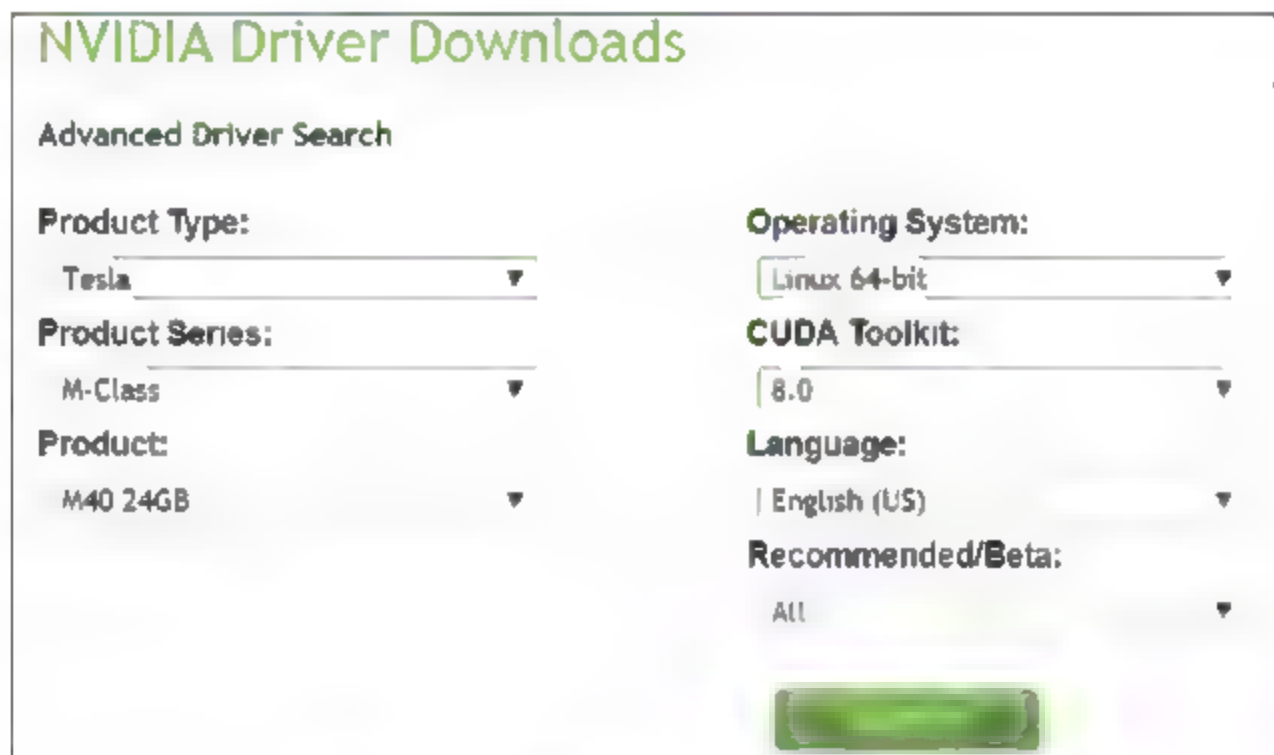 NVIDIA Driver Downloads
Advanced Driver Search
Product Type:
Tesla
Product Series:
M-Class
Product:
M40 24GB
Operating System:
Linux 64-bit
CUDA Toolkit:
8.0
Language:
English (US)
Recommended/Beta:
All